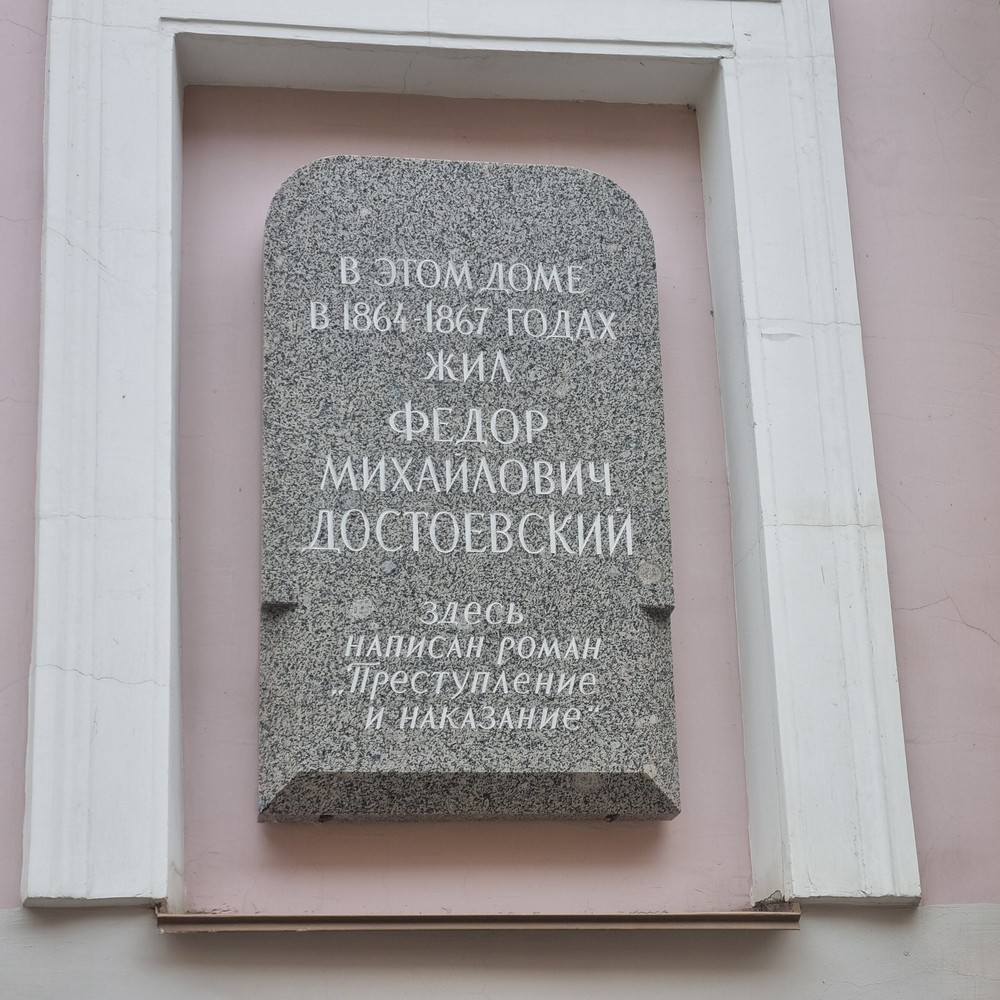 В ЭТОМ ДОМЕ
В 1864-1867 ГОДАХ
ЖИЛ
ФЕДОР
МИХАЙЛОВИЧ
ДОСТОЕВСКИЙ
здесь
написан роман
„Преступление
и наказание“